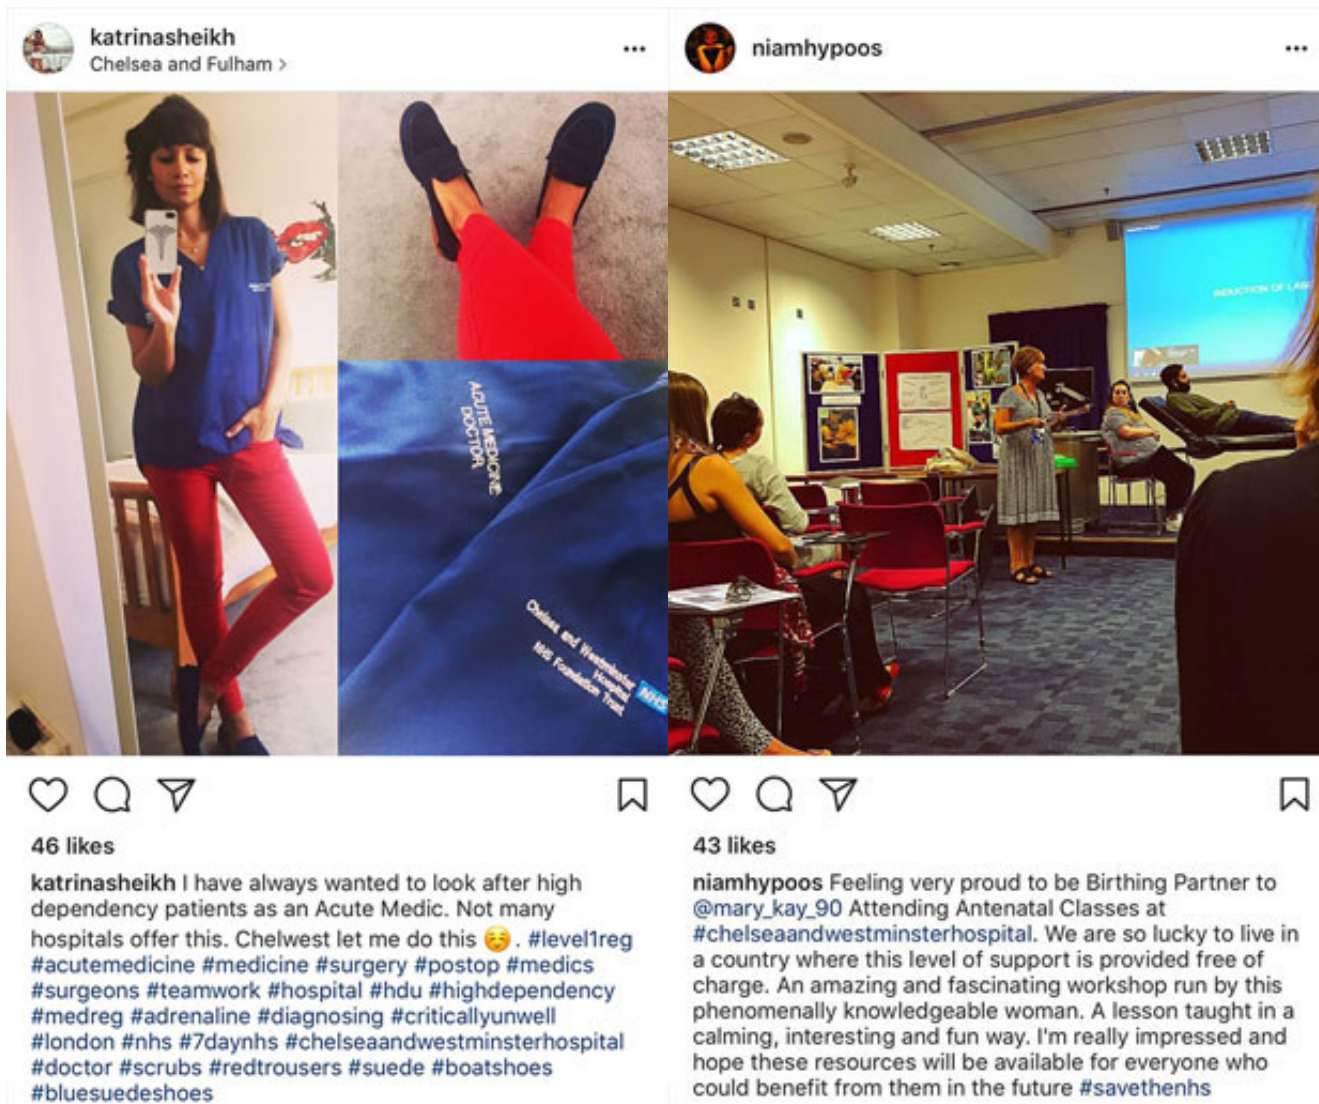 katrinasheikh
Chelsea and Fulham >
ACUTE MEDICINE
DOCTOR
Chelsea and Westminster
Hospital
NHS Foundation Trust
NHS
46 likes
katrinasheikh I have always wanted to look after high
dependency patients as an Acute Medic. Not many
hospitals offer this. Chelwest let me do this ☺️ . #level1reg
#acutemedicine #medicine #surgery #postop #medics
#surgeons #teamwork #hospital #hdu #highdependency
#medreg #adrenaline #diagnosing #criticallyunwell
#london #nhs #7daynhs #chelseaandwestminsterhospital
#doctor #scrubs #redtrousers #suede #boatshoes
#bluesuedeshoes
niamhypoos
INDUCTION OF LAB
43 likes
niamhypoos Feeling very proud to be Birthing Partner to
@mary_kay_90 Attending Antenatal Classes at
#chelseaandwestminsterhospital. We are so lucky to live in
a country where this level of support is provided free of
charge. An amazing and fascinating workshop run by this
phenomenally knowledgeable woman. A lesson taught in a
calming, interesting and fun way. I'm really impressed and
hope these resources will be available for everyone who
could benefit from them in the future #savethenhs